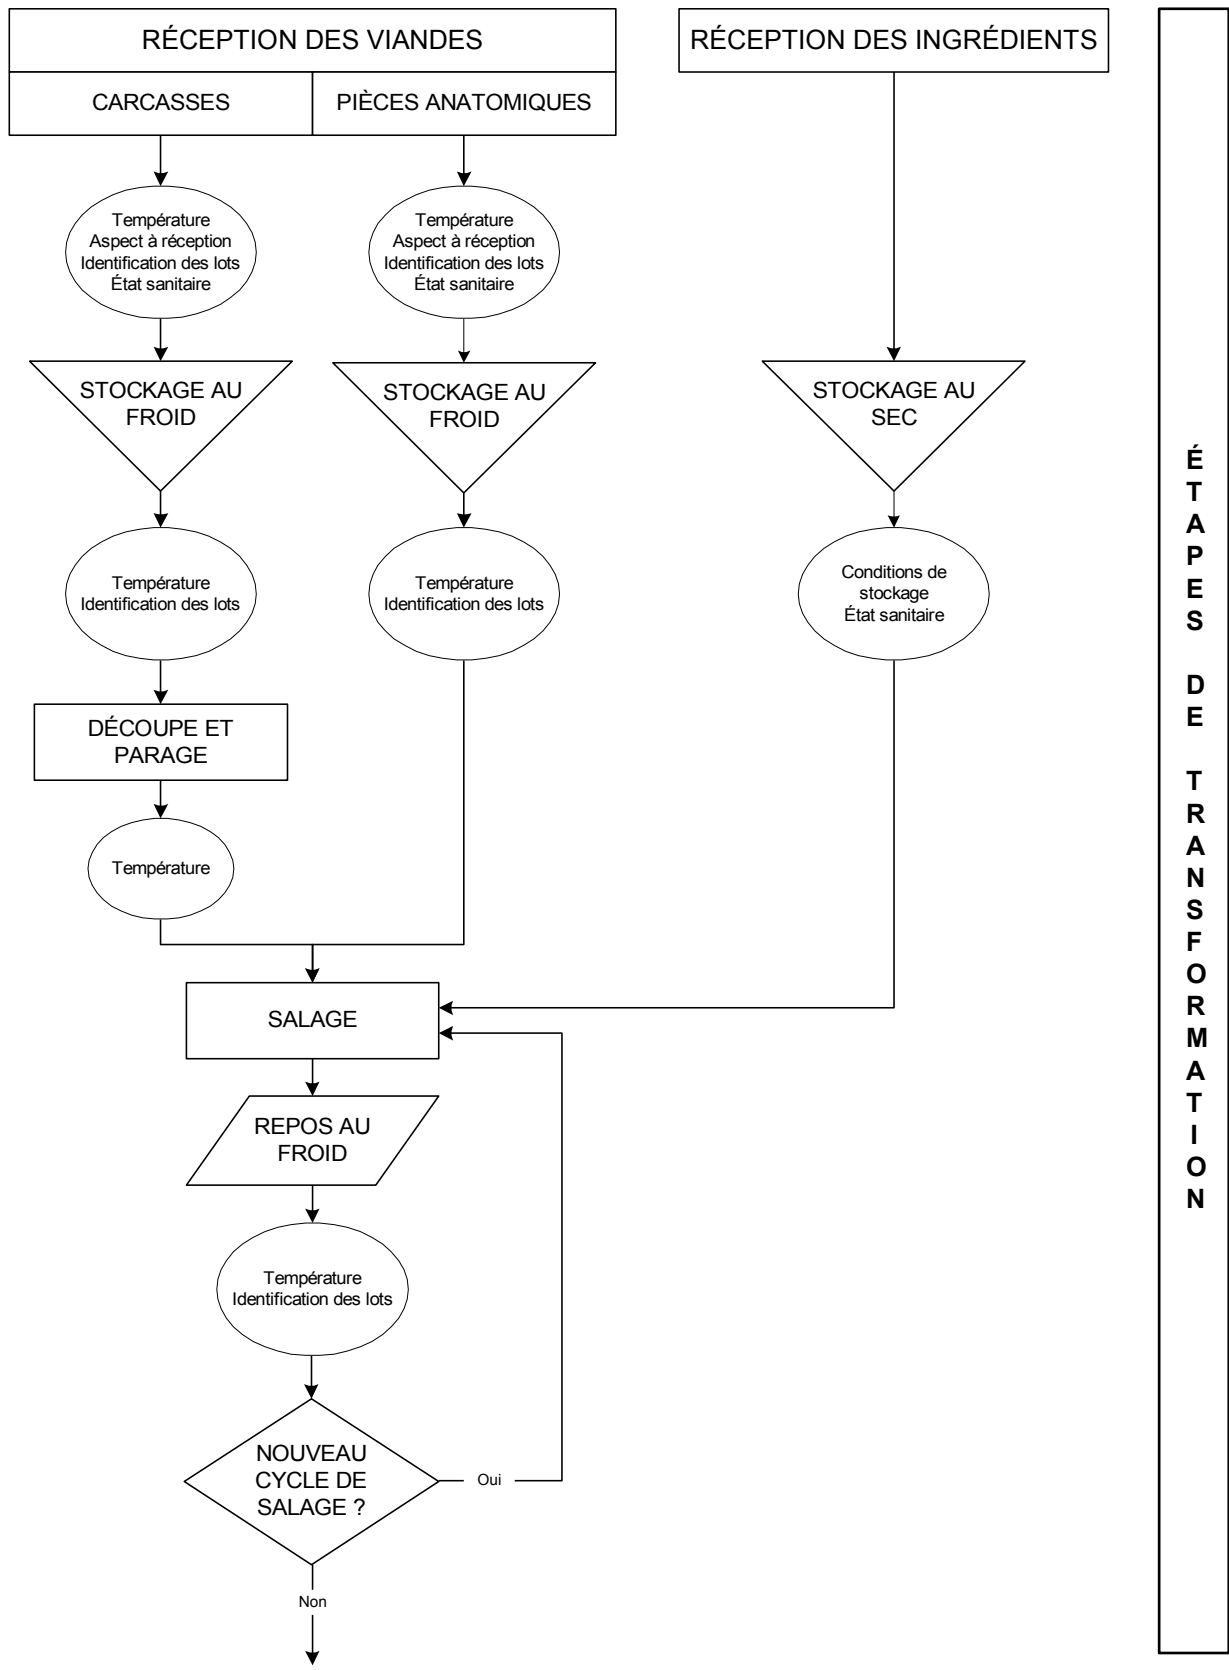 RÉCEPTION DES VIANDES
CARCASSES
PIÈCES ANATOMIQUES
RÉCEPTION DES INGRÉDIENTS
Température
Aspect à réception
Identification des lots
État sanitaire
Température
Aspect à réception
Identification des lots
État sanitaire
STOCKAGE AU
FROID
STOCKAGE AU
FROID
STOCKAGE AU
SEC
Température
Identification des lots
Température
Identification des lots
Conditions de
stockage
État sanitaire
DÉCOUPE ET
PARAGE
Température
SALAGE
REPOS AU
FROID
Température
Identification des lots
NOUVEAU
CYCLE DE
SALAGE ?
Oui
Non
ÉTAPES DE TRANSFORMATION